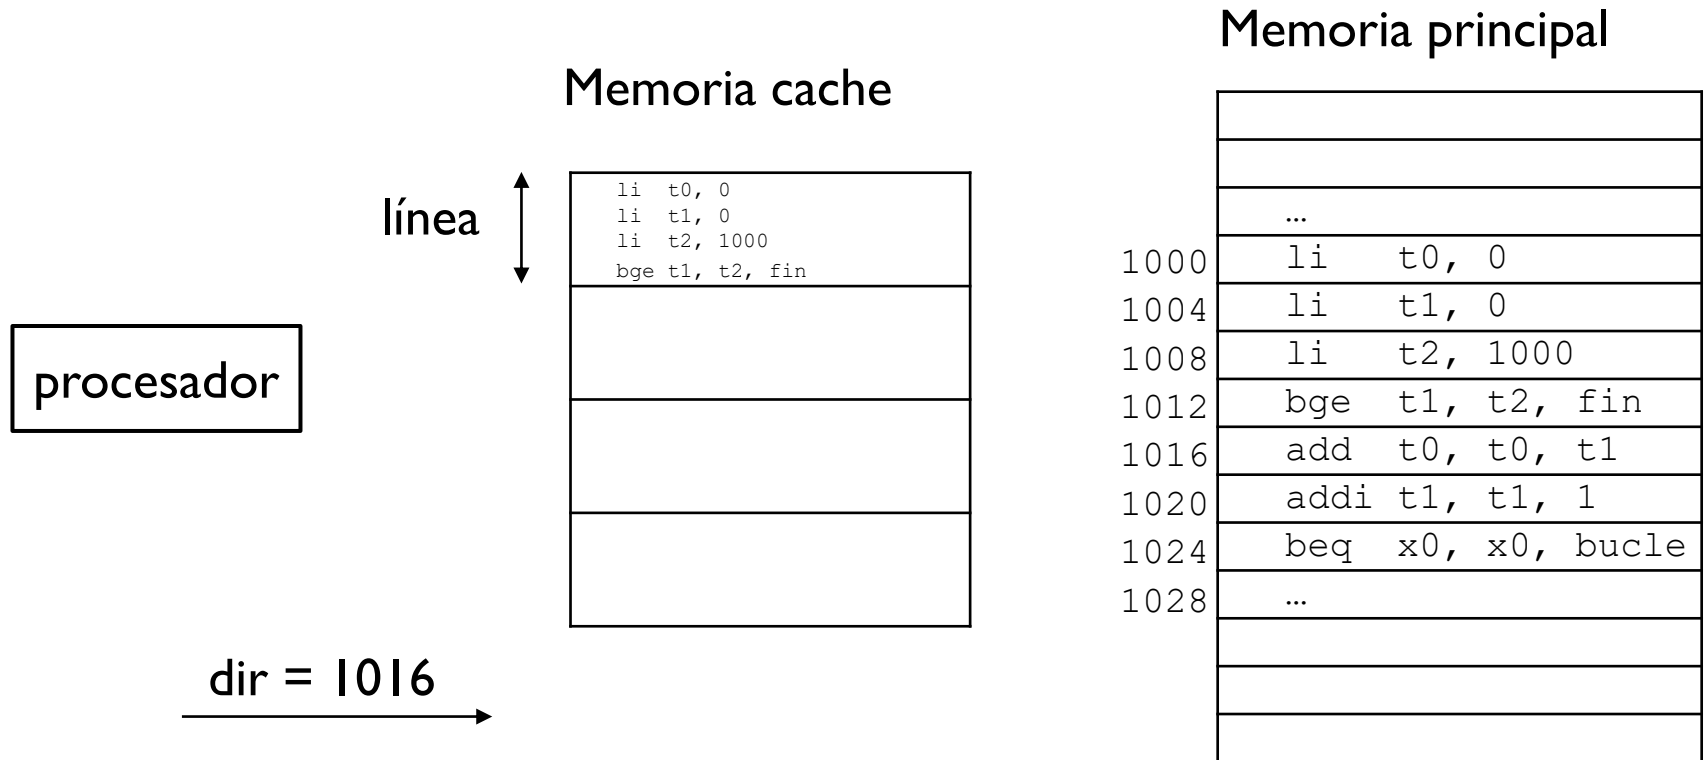 Memoria principal
Memoria cache
línea
li t0, 0
li t1, 0
li t2, 1000
bge t1, t2, fin
procesador
dir = 1016
…
1000 li t0, 0
1004 li t1, 0
1008 li t2, 1000
1012 bge t1, t2, fin
1016 add t0, t0, t1
1020 addi t1, t1, 1
1024 beq x0, x0, bucle
1028 …